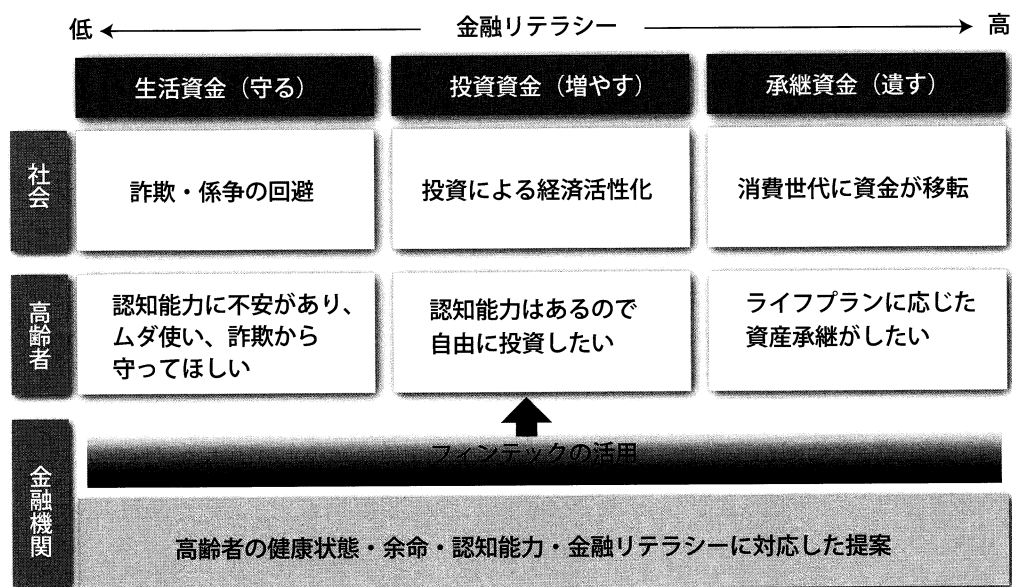 低 金融リテラシー 高
生活資金（守る） 投資資金（増やす） 承継資金（遺す）
社会
詐欺・係争の回避
投資による経済活性化
消費世代に資金が移転
高齢者
認知能力に不安があり、
ムダ使い、詐欺から
守ってほしい
認知能力はあるので
自由に投資したい
ライフプランに応じた
資産承継がしたい
金融機関
フィンテックの活用
高齢者の健康状態・余命・認知能力・金融リテラシーに対応した提案